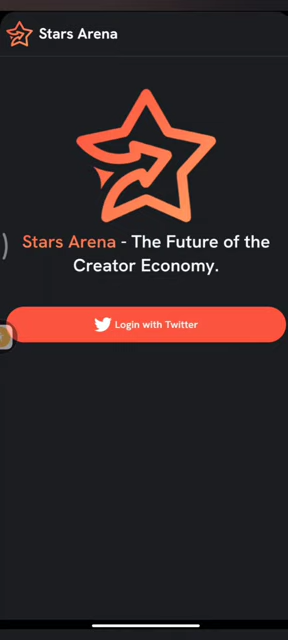 Stars Arena
Stars Arena - The Future of the
Creator Economy.
Login with Twitter